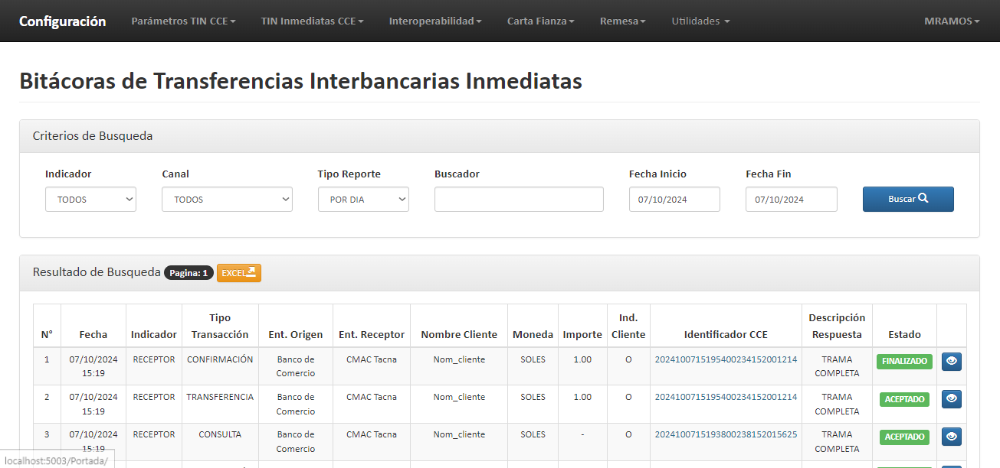 Configuración Parámetros TIN CCE TIN Inmediatas CCE Interoperabilidad Carta Fianza Remesa Utilidades MRAMOS
Bitácoras de Transferencias Interbancarias Inmediatas
Criterios de Busqueda
Indicador Canal Tipo Reporte Buscador Fecha Inicio Fecha Fin
TODOS TODOS POR DIA 07/10/2024 07/10/2024 Buscar
Resultado de Busqueda Pagina: 1 EXCEL
Tipo Ind. Descripción
N° Fecha Indicador Transacción Ent. Origen Ent. Receptor Nombre Cliente Moneda Importe Cliente Identificador CCE Respuesta Estado
1 07/10/2024 RECEPTOR CONFIRMACIÓN Banco de CMAC Tacna Nom_cliente SOLES 1.00 O 2024100715195400234152001214 TRAMA FINALIZADO
15:19 Comercio COMPLETA
2 07/10/2024 RECEPTOR TRANSFERENCIA Banco de CMAC Tacna Nom_cliente SOLES 1.00 O 2024100715195400234152001214 TRAMA ACEPTADO
15:19 Comercio COMPLETA
3 07/10/2024 RECEPTOR CONSULTA Banco de CMAC Tacna Nom_cliente SOLES - O 2024100715193800238152015625 TRAMA ACEPTADO
15:19 Comercio COMPLETA
localhost:5003/Portada/